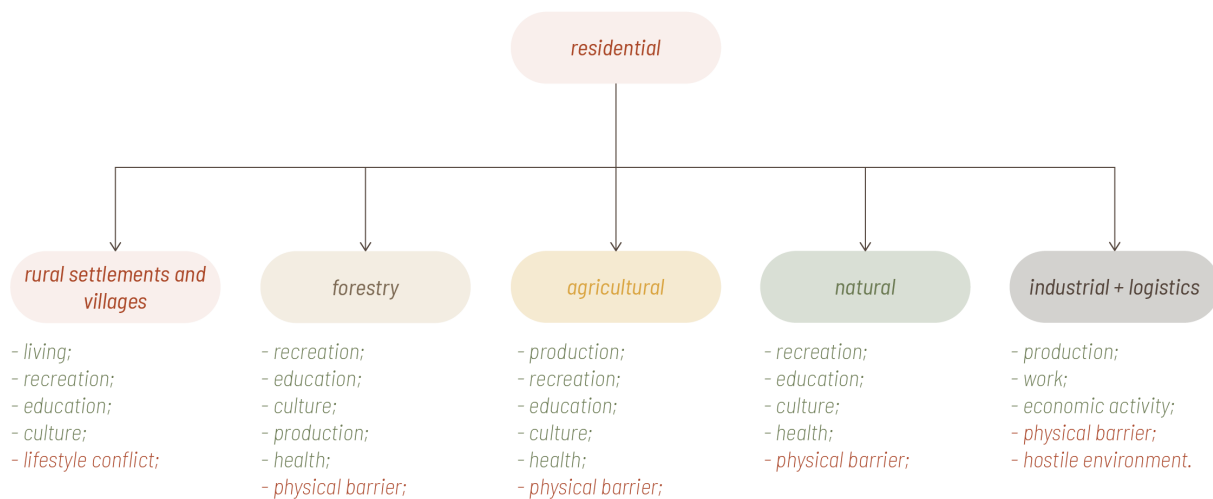 residential
rural settlements and
villages
- living;
- recreation;
- education;
- culture;
- lifestyle conflict;
forestry
- recreation;
- education;
- culture;
- production;
- health;
- physical barrier;
agricultural
- production;
- recreation;
- education;
- culture;
- health;
- physical barrier;
natural
- recreation;
- education;
- culture;
- health;
- physical barrier;
industrial + logistics
- production;
- work;
- economic activity;
- physical barrier;
- hostile environment.